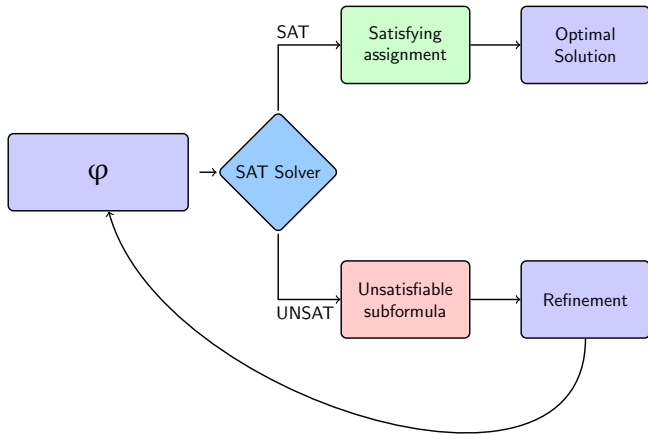 SAT
Satisfying
assignment
Optimal
Solution
φ
SAT Solver
UNSAT
Unsatisfiable
subformula
Refinement